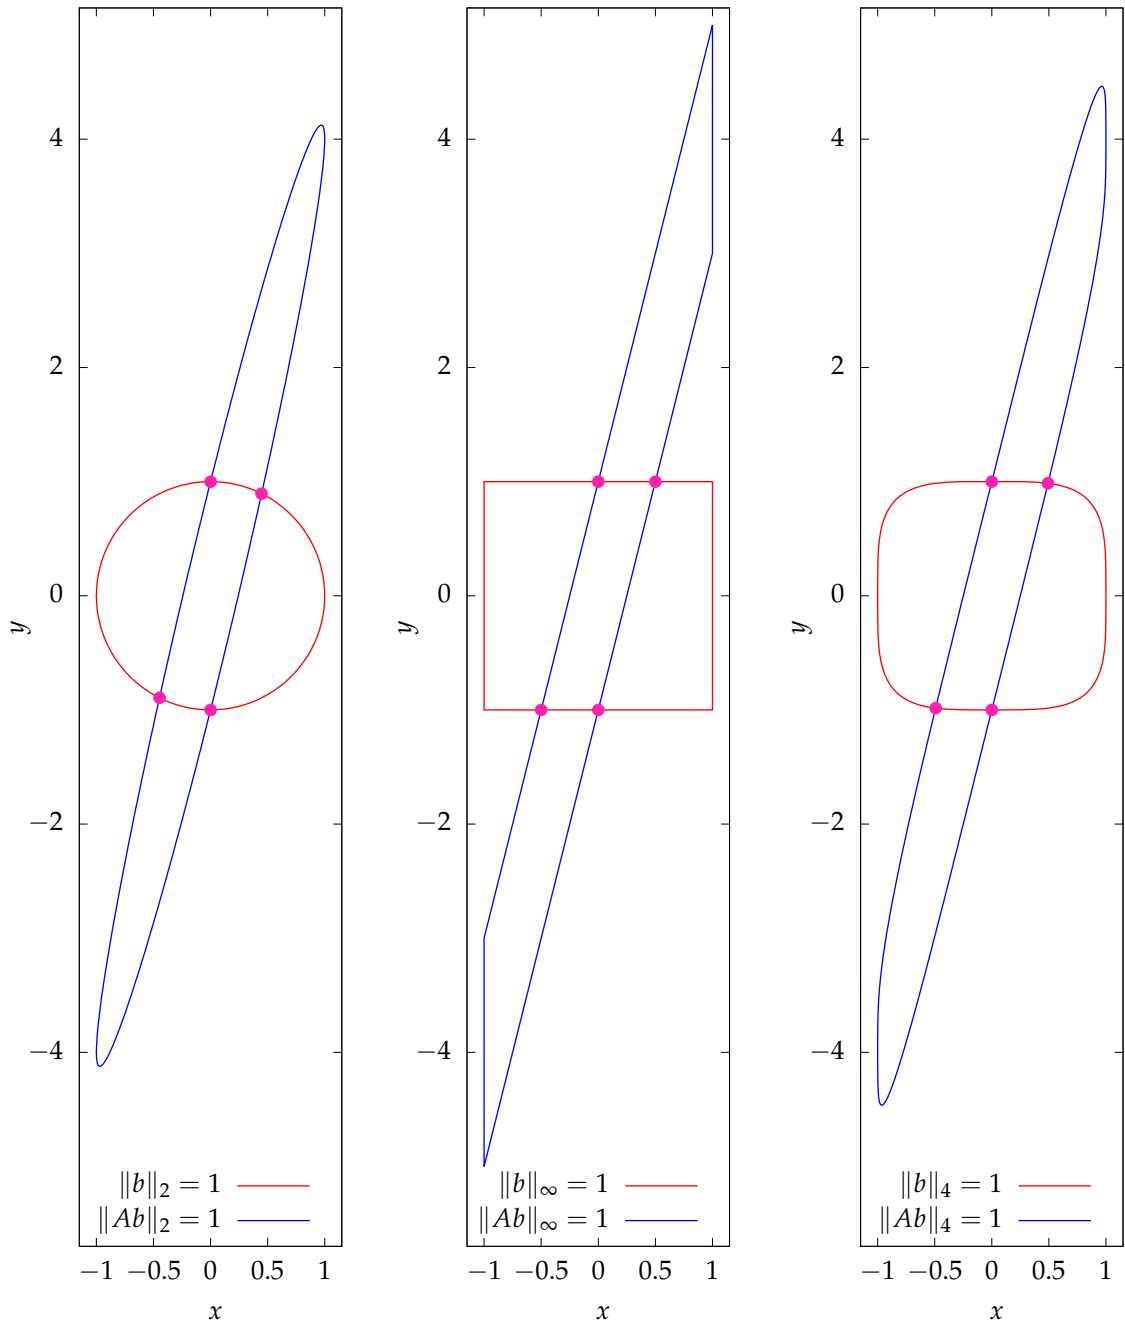 4
2
0
−2
−4
y
‖b‖₂ = 1
‖Ab‖₂ = 1
−1 −0.5 0 0.5 1
x
4
2
0
−2
−4
y
‖b‖∞ = 1
‖Ab‖∞ = 1
−1 −0.5 0 0.5 1
x
4
2
0
−2
−4
y
‖b‖₄ = 1
‖Ab‖₄ = 1
−1 −0.5 0 0.5 1
x